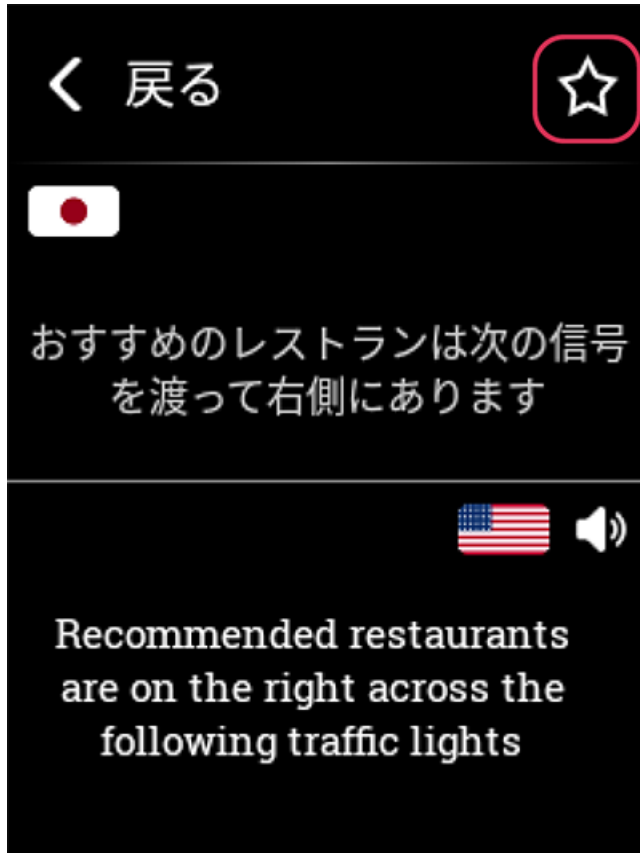 戻る
おすすめのレストランは次の信号
を渡って右側にあります
Recommended restaurants
are on the right across the
following traffic lights